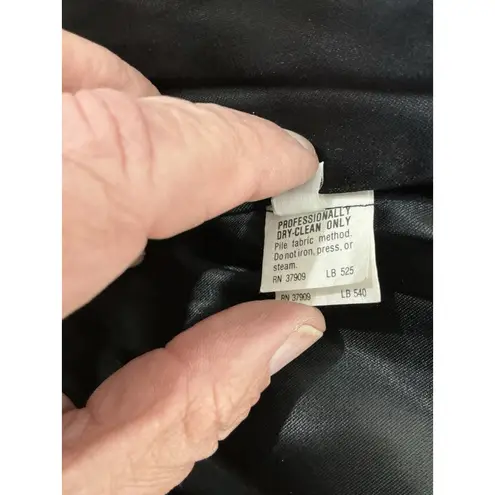 PROFESSIONALLY
DRY-CLEAN ONLY
Pile fabric method.
Do not iron, press, or
steam.
RN 37909 LB 525
RN 37909 LB 540